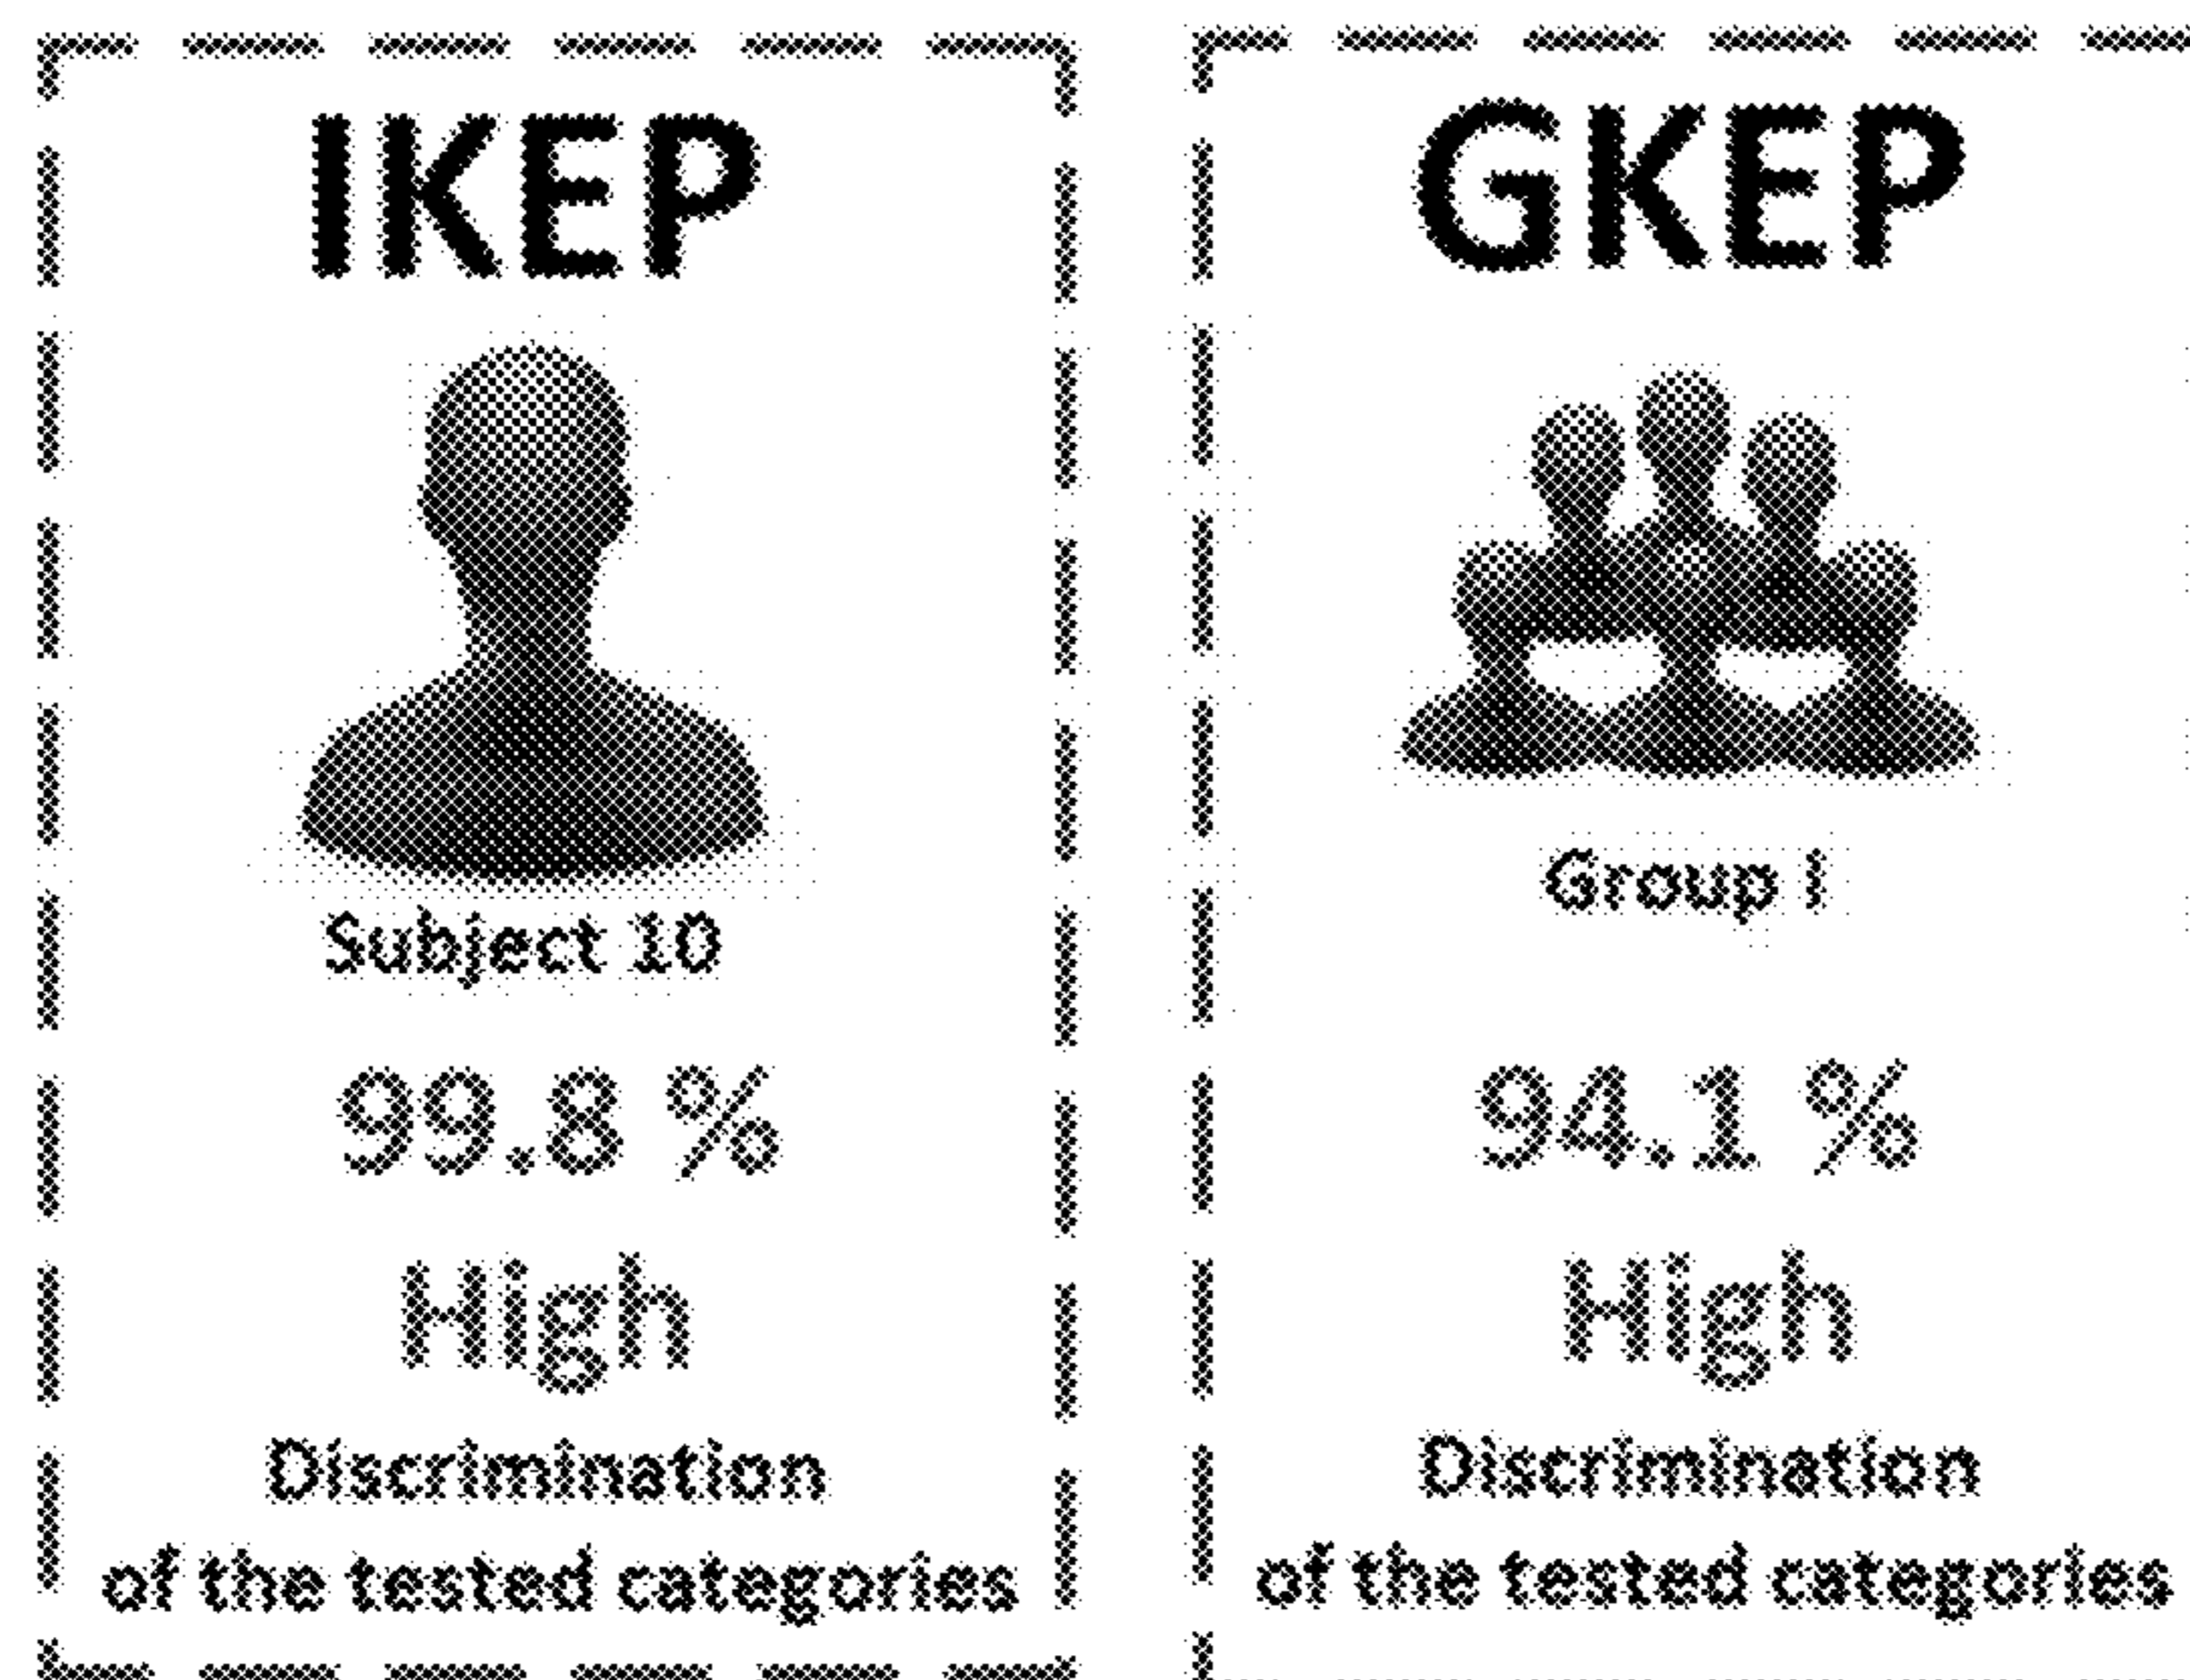 IKEP
Subject 10
99.8 %
High
Discrimination
of the tested categories
GKEP
Group I
94.1 %
High
Discrimination
of the tested categories